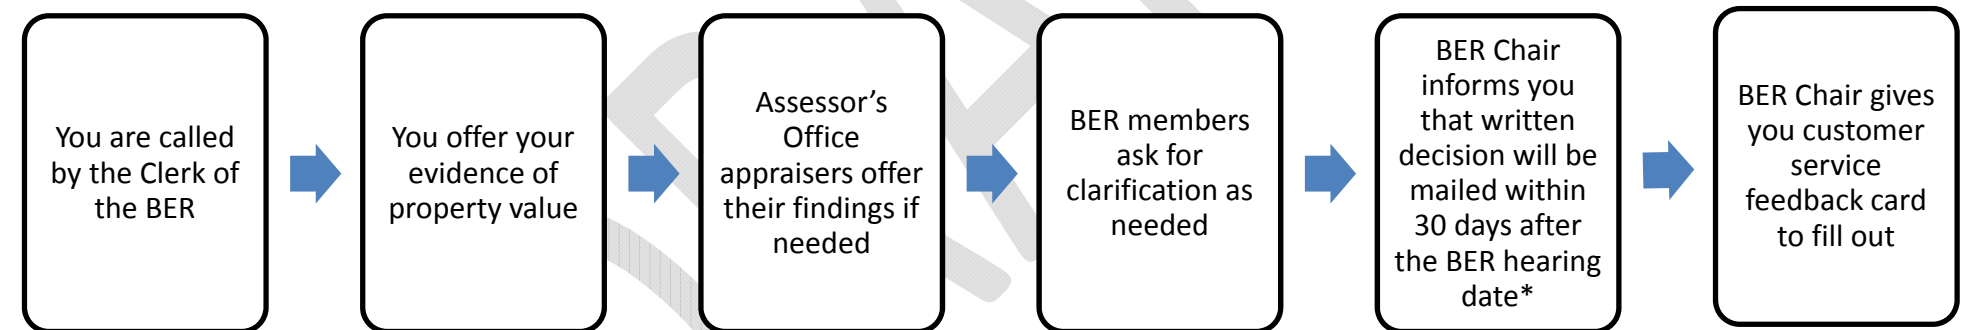 You are called
by the Clerk of
the BER
You offer your
evidence of
property value
Assessor’s
Office
appraisers offer
their findings if
needed
BER members
ask for
clarification as
needed
BER Chair
informs you
that written
decision will be
mailed within
30 days after
the BER hearing
date*
BER Chair gives
you customer
service
feedback card
to fill out